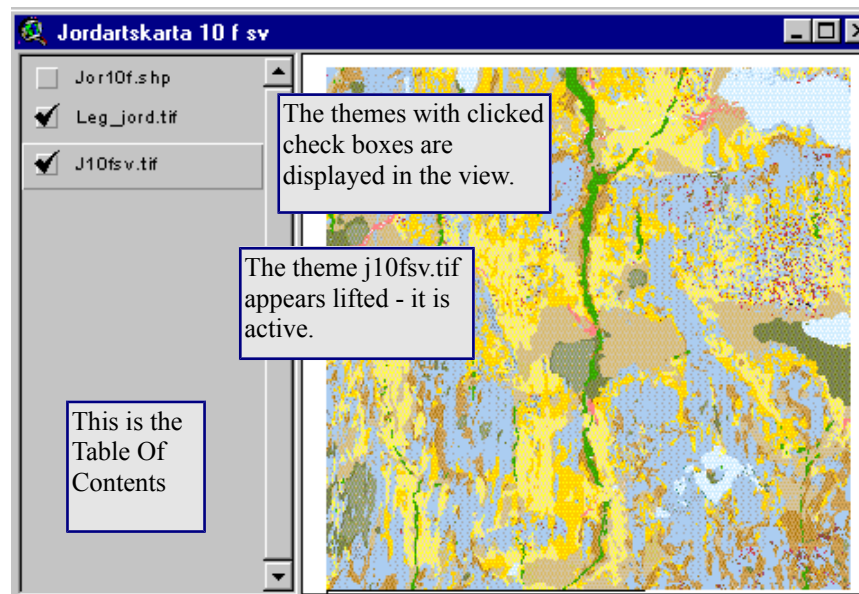 Jordartskarta 10 f sv
Jor10f.shp
Leg_jord.tif
J10fsv.tif
The themes with clicked
check boxes are
displayed in the view.
The theme j10fsv.tif
appears lifted - it is
active.
This is the
Table Of
Contents